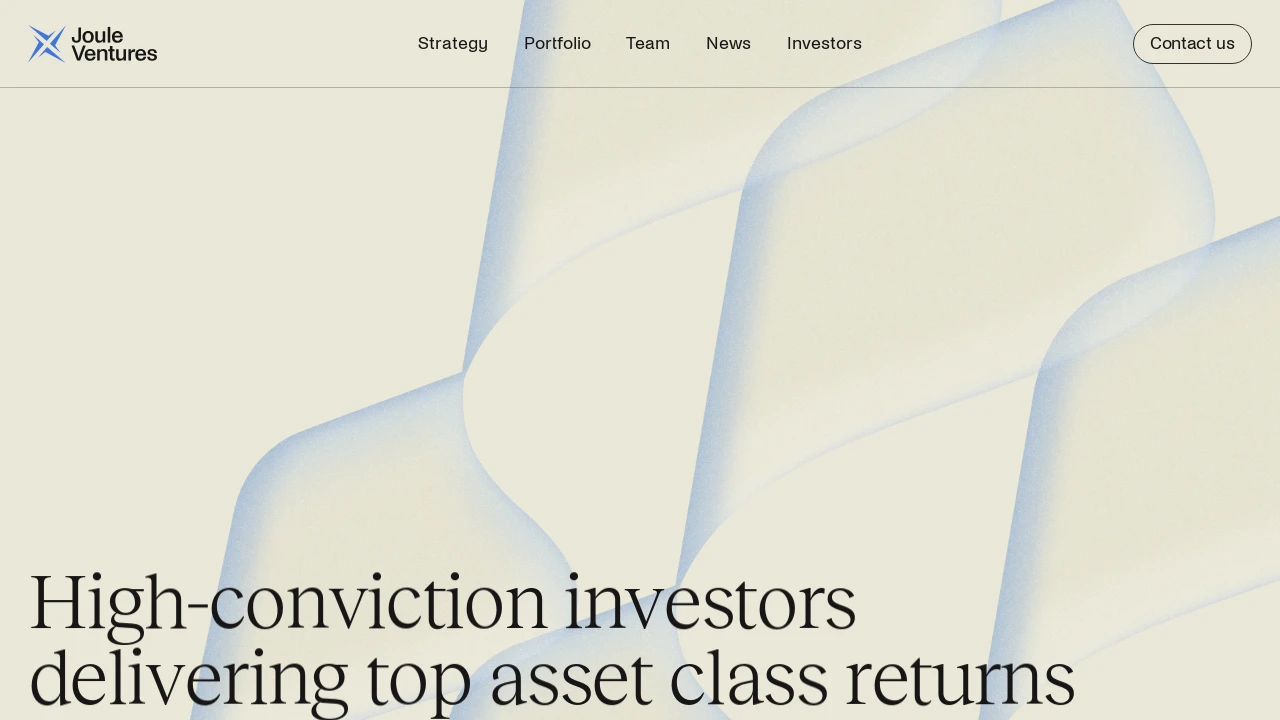 Joule
Ventures
Strategy
Portfolio
Team
News
Investors
Contact us
High-conviction investors
delivering top asset class returns